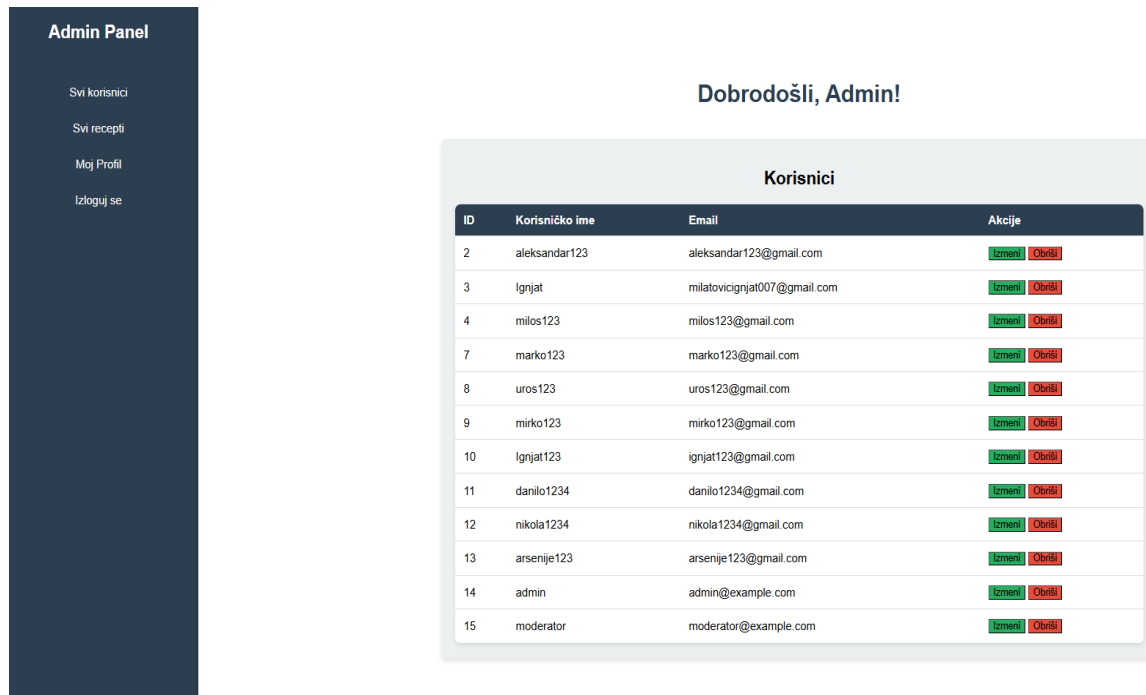 Admin Panel
Svi korisnici
Svi recepti
Moj Profil
Izloguj se
Dobrodošli, Admin!
Korisnici
ID Korisničko ime Email Akcije
2 aleksandar123 aleksandar123@gmail.com Izmeni Obriši
3 Ignjat milatovicignjat007@gmail.com Izmeni Obriši
4 milos123 milos123@gmail.com Izmeni Obriši
7 marko123 marko123@gmail.com Izmeni Obriši
8 uros123 uros123@gmail.com Izmeni Obriši
9 mirko123 mirko123@gmail.com Izmeni Obriši
10 Ignjat123 ignjat123@gmail.com Izmeni Obriši
11 danilo1234 danilo1234@gmail.com Izmeni Obriši
12 nikola1234 nikola1234@gmail.com Izmeni Obriši
13 arsenije123 arsenije123@gmail.com Izmeni Obriši
14 admin admin@example.com Izmeni Obriši
15 moderator moderator@example.com Izmeni Obriši